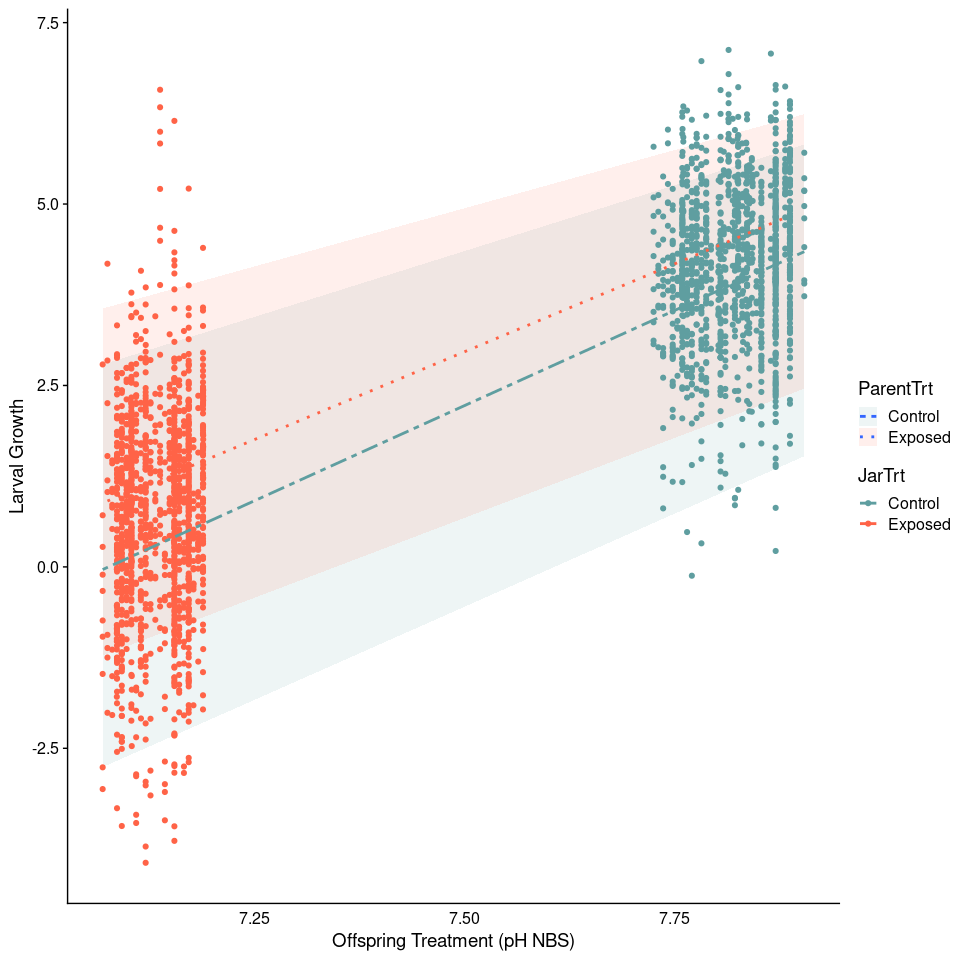 7.5
5.0
2.5
0.0
-2.5
Larval Growth
7.25 7.50 7.75
Offspring Treatment (pH NBS)
ParentTrt
Control
Exposed
JarTrt
Control
Exposed